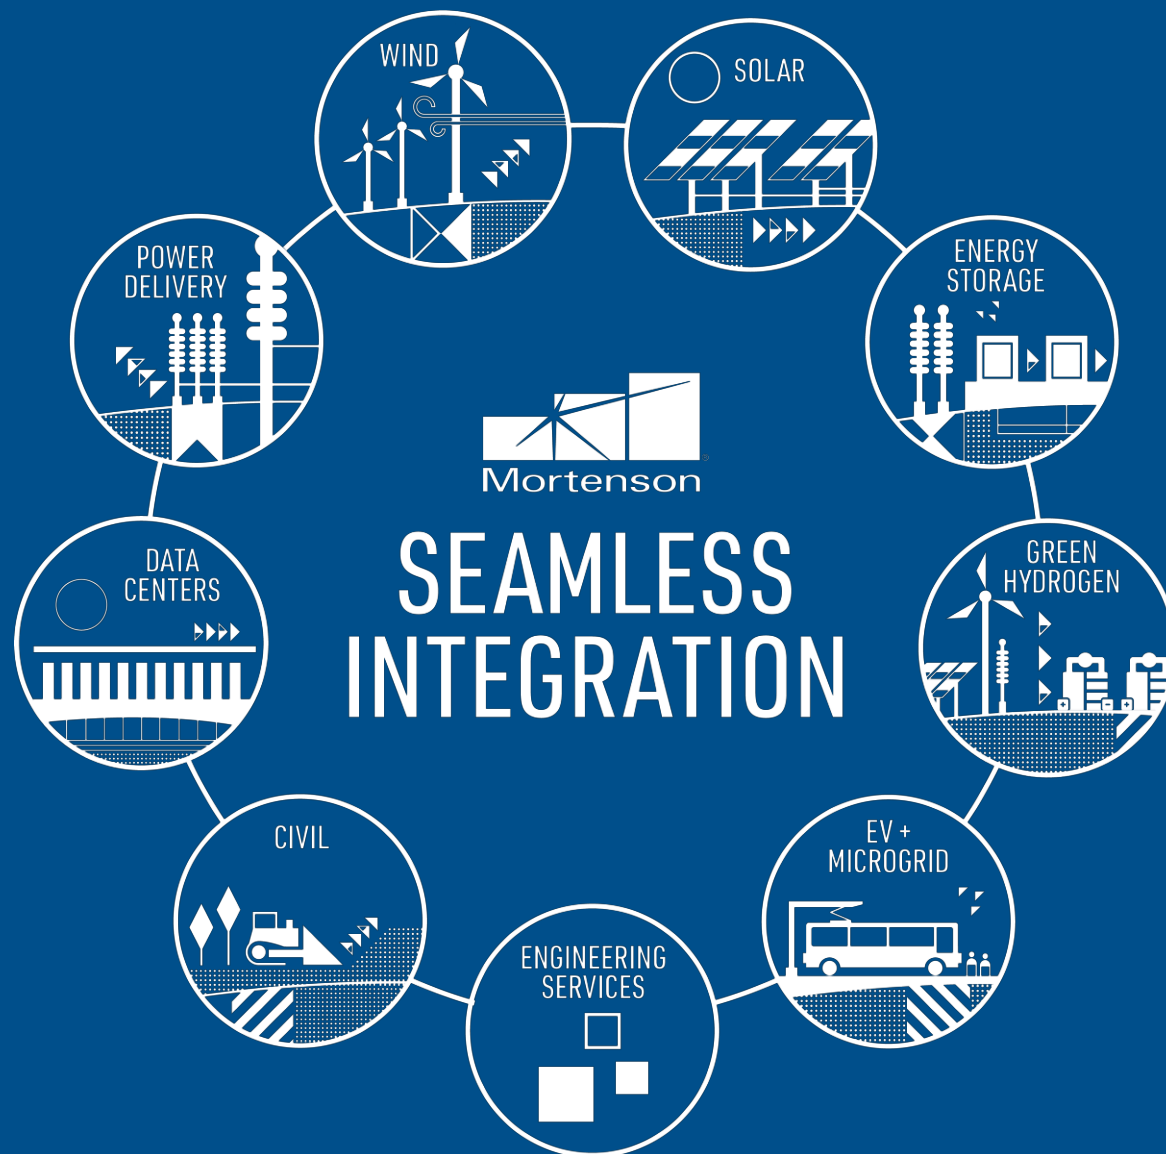 WIND
SOLAR
ENERGY
STORAGE
GREEN
HYDROGEN
EV +
MICROGRID
ENGINEERING
SERVICES
CIVIL
DATA
CENTERS
POWER
DELIVERY
Mortenson
SEAMLESS
INTEGRATION